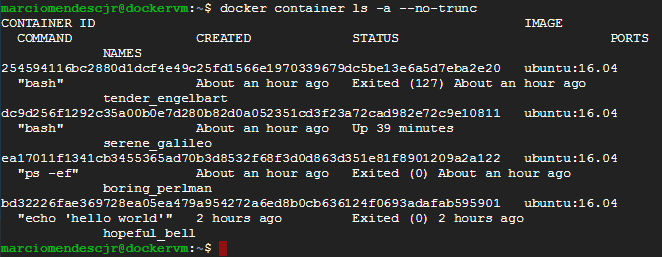 marciomendescjr@dockervm:~$ docker container ls -a --no-trunc
CONTAINER ID IMAGE
COMMAND CREATED STATUS PORTS
NAMES
254594116bc2880d1dcf4e49c25fd1566e1970339679dc5be13e6a5d7eba2e20 ubuntu:16.04
"bash" About an hour ago Exited (127) About an hour ago
tender_engelbart
dc9d256f1292c35a00b0e7d280b82d0a052351cd3f23a72cad982e72c9e10811 ubuntu:16.04
"bash" About an hour ago Up 39 minutes
serene_galileo
ea17011f1341cb3455365ad70b3d8532f68f3d0d863d351e81f8901209a2a122 ubuntu:16.04
"ps -ef" About an hour ago Exited (0) About an hour ago
boring_perlman
bd32226fae369728ea05ea479a954272a6ed8b0cb636124f0693adafab595901 ubuntu:16.04
"echo 'hello world'" 2 hours ago Exited (0) 2 hours ago
hopeful_bell
marciomendescjr@dockervm:~$